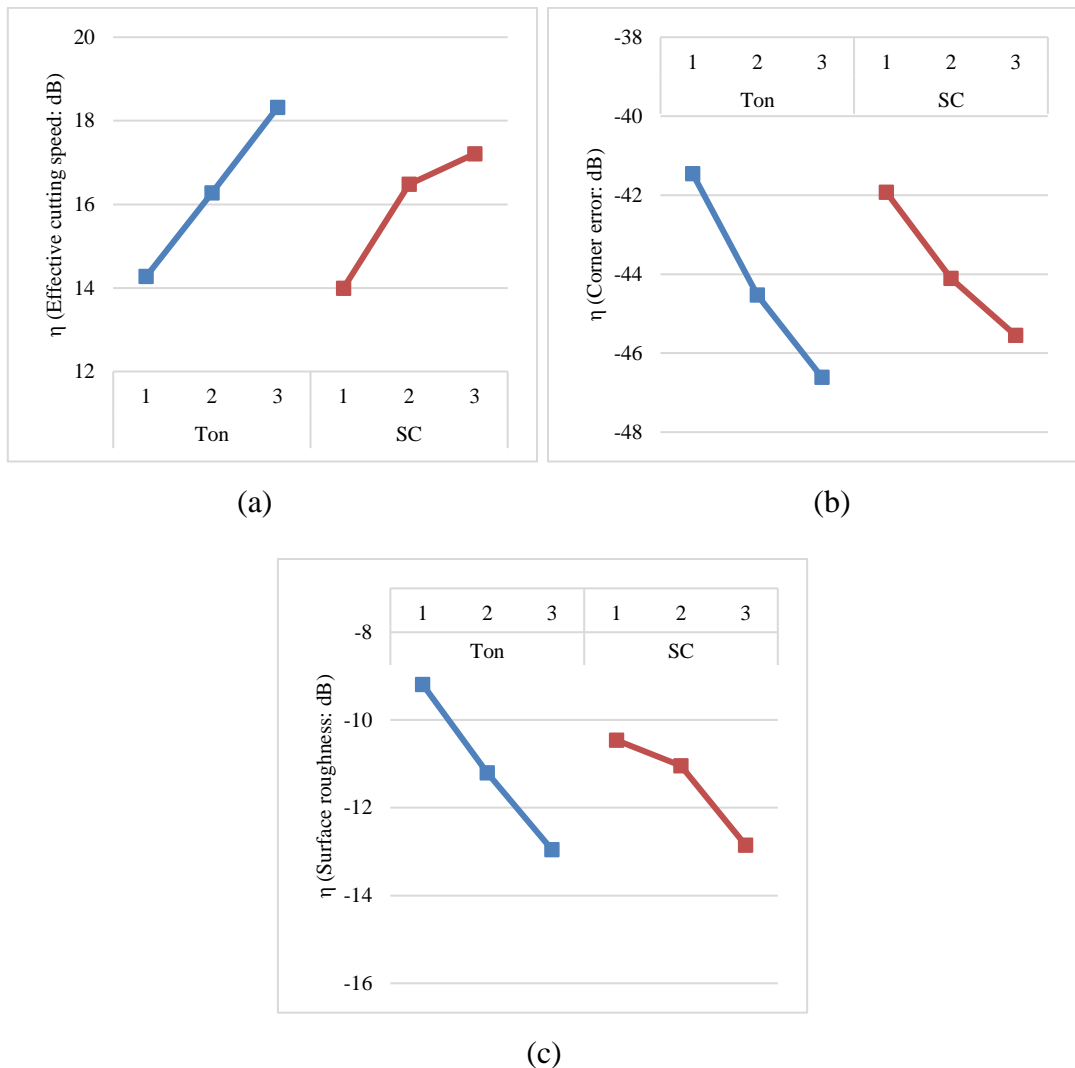 η (Effective cutting speed: dB)
20
18
16
14
12
1 2 3 1 2 3
Ton SC
(a)
η (Corner error: dB)
-38
1 2 3 1 2 3
Ton SC
-40
-42
-44
-46
-48
(b)
η (Surface roughness: dB)
1 2 3 1 2 3
-8
Ton SC
-10
-12
-14
-16
(c)